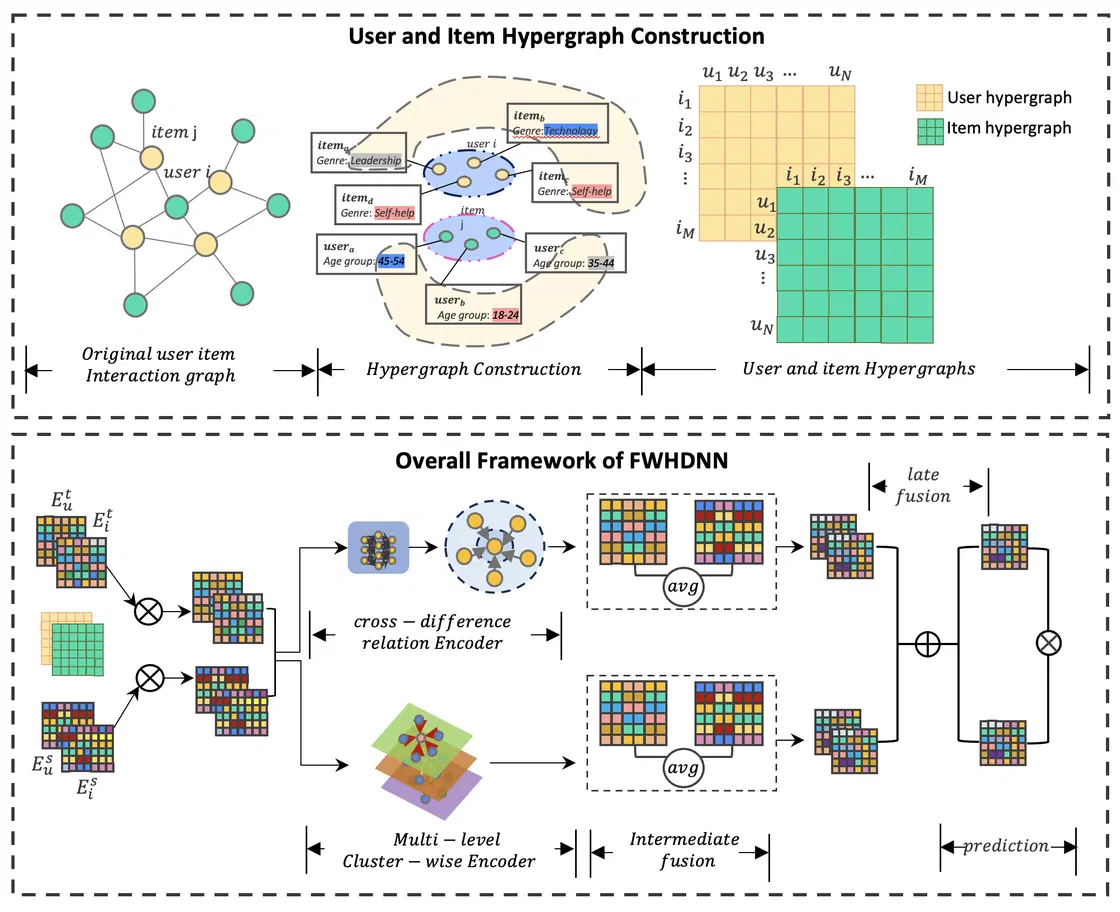 User and Item Hypergraph Construction
item j
user i
item_a
Genre: Leadership
item_b
Genre:Technology
user i
item_c
Genre: Self-help
item_d
Genre: Self-help
item
j
user_a
Age group: 45-54
user_c
Age group: 35-44
user_b
Age group: 18-24
u_1 u_2 u_3 ... u_N
i_1
i_2
i_3
⋮
i_M
i_1 i_2 i_3 ... i_M
u_1
u_2
u_3
⋮
u_N
User hypergraph
Item hypergraph
Original user item
Interaction graph
Hypergraph Construction
User and item Hypergraphs
Overall Framework of FWHDNN
E_u^t
E_i^t
E_u^s
E_i^s
cross − difference
relation Encoder
Multi − level
Cluster − wise Encoder
avg
avg
Intermediate
fusion
late
fusion
prediction